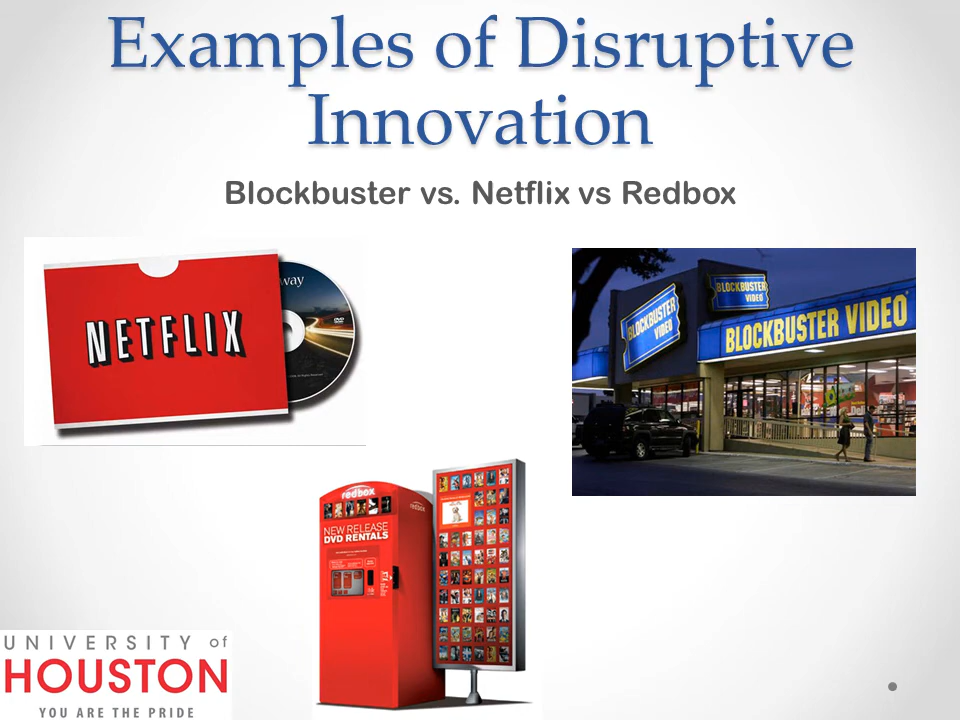 Examples of Disruptive
Innovation
Blockbuster vs. Netflix vs Redbox
way
NETFLIX
BLOCKBUSTER
VIDEO
BLOCKBUSTER
VIDEO
BLOCKBUSTER VIDEO
redbox
redbox
NEW RELEASE
DVD RENTALS
UNIVERSITY of
HOUSTON
YOU ARE THE PRIDE